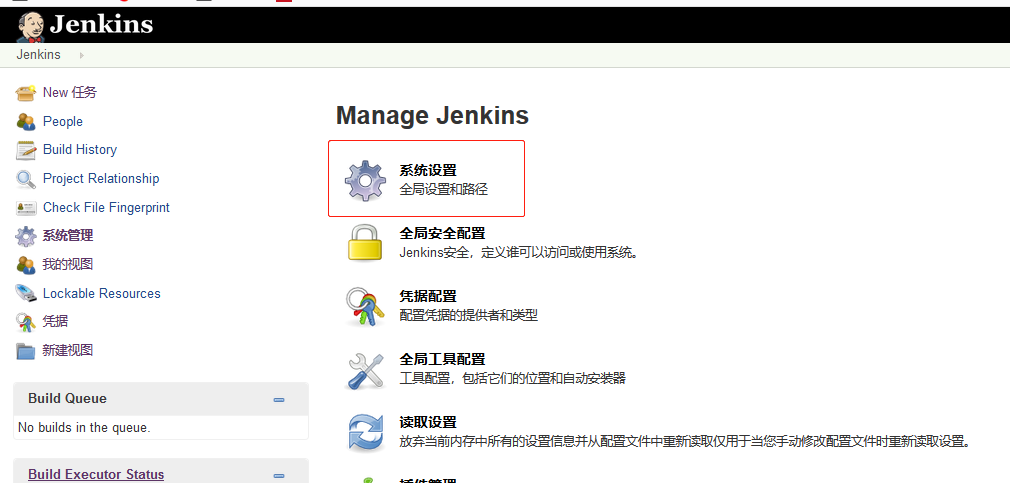 Jenkins
Jenkins
New 任务
People
Build History
Project Relationship
Check File Fingerprint
系统管理
我的视图
Lockable Resources
凭据
新建视图
Build Queue
No builds in the queue.
Build Executor Status
Manage Jenkins
系统设置
全局设置和路径
全局安全配置
Jenkins安全，定义谁可以访问或使用系统。
凭据配置
配置凭据的提供者和类型
全局工具配置
工具配置，包括它们的位置和自动安装器
读取设置
放弃当前内存中所有的设置信息并从配置文件中重新读取仅用于当您手动修改配置文件时重新读取设置。
插件管理